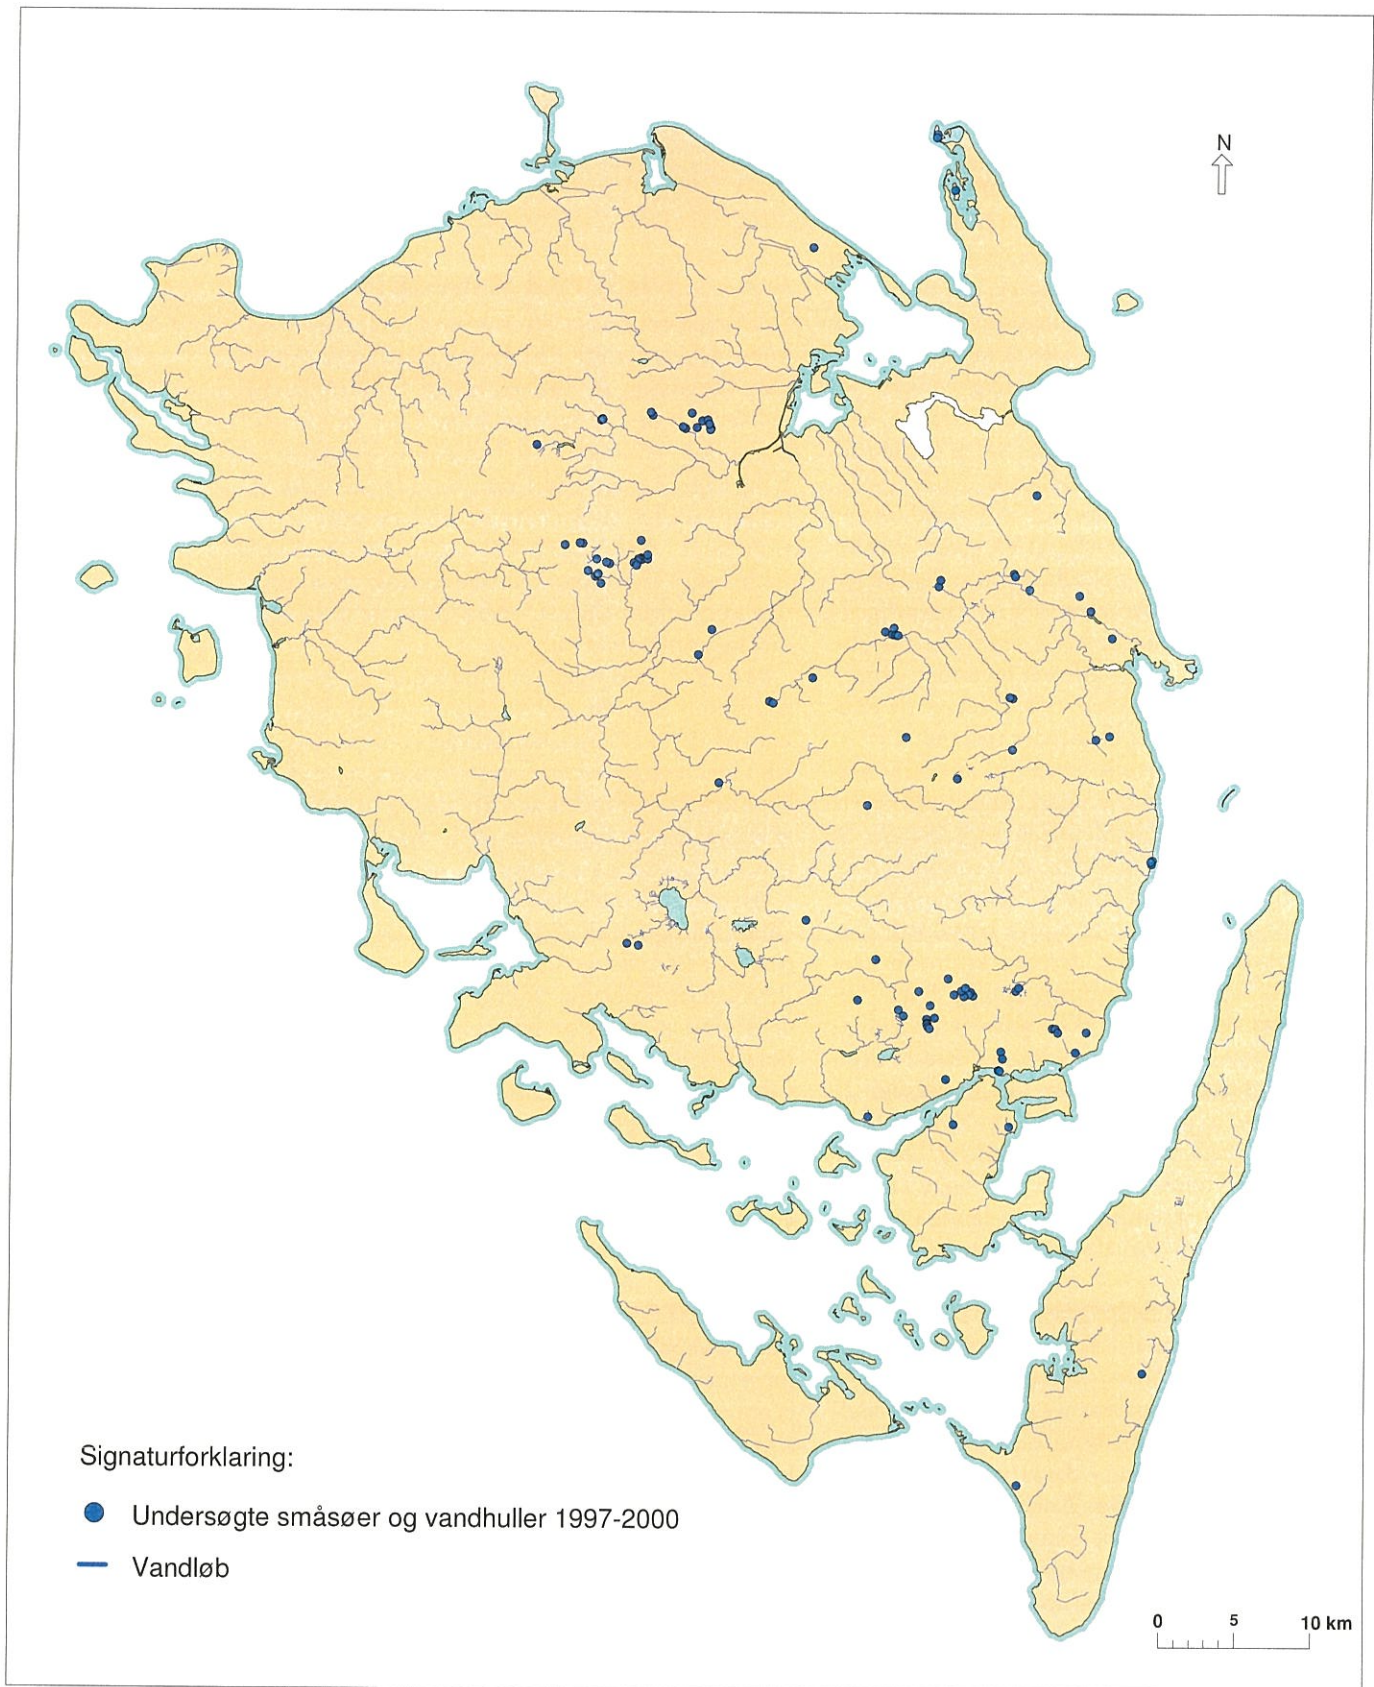 N
Signaturforklaring:
Undersøgte småsøer og vandhuller 1997-2000
Vandløb
0 5 10 km